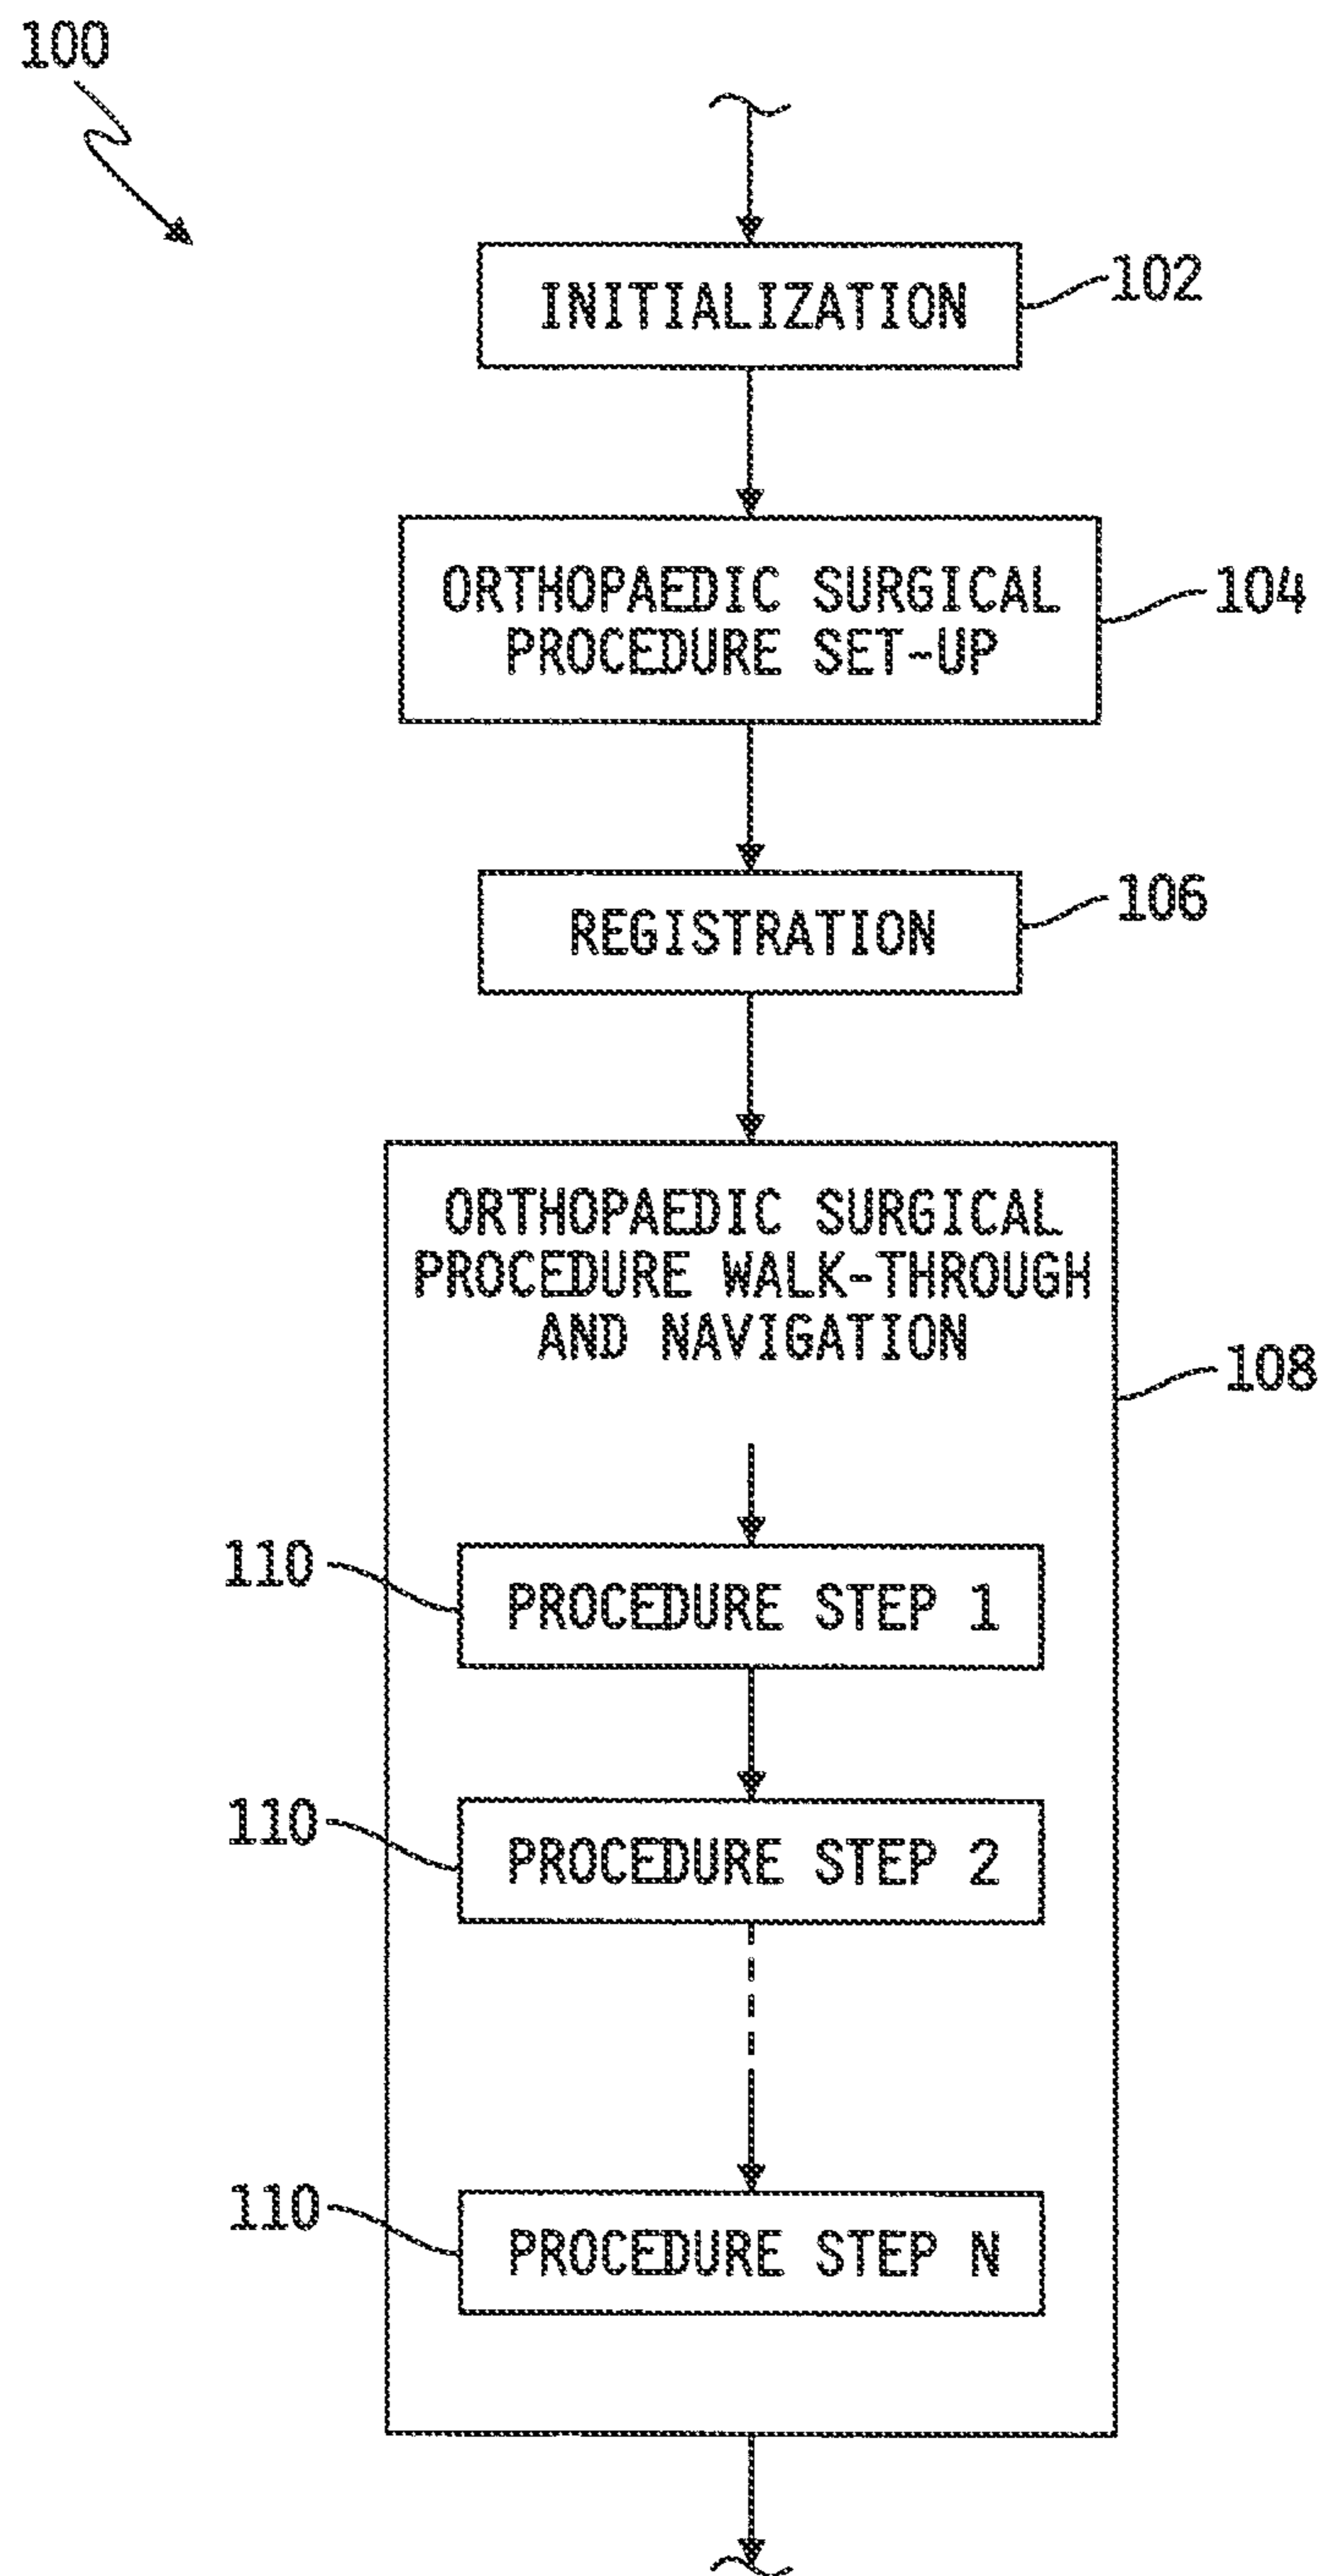 100
INITIALIZATION
102
ORTHOPAEDIC SURGICAL
PROCEDURE SET-UP
104
REGISTRATION
106
ORTHOPAEDIC SURGICAL
PROCEDURE WALK-THROUGH
AND NAVIGATION
108
110
PROCEDURE STEP 1
110
PROCEDURE STEP 2
110
PROCEDURE STEP N